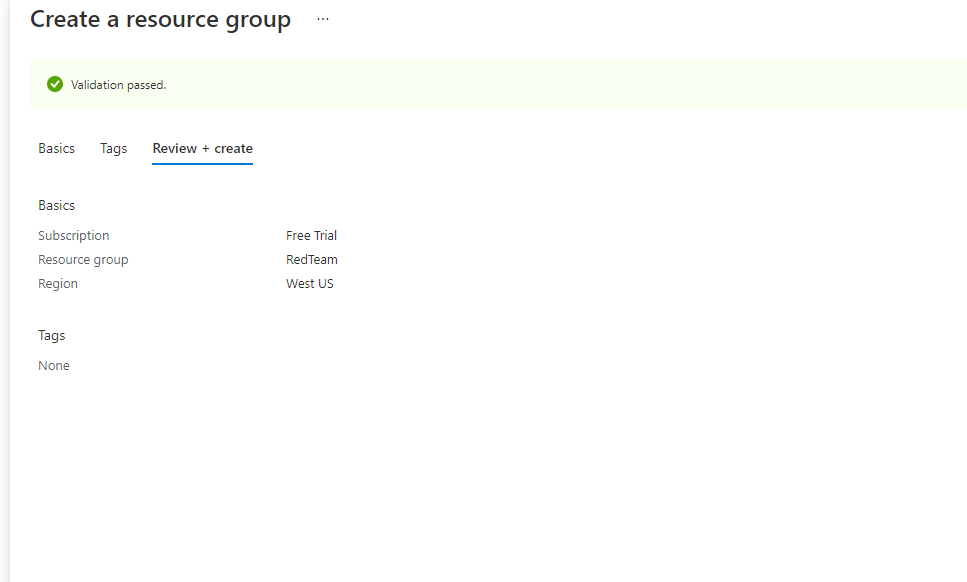 Create a resource group ...
Validation passed.
Basics Tags Review + create
Basics
Subscription Free Trial
Resource group RedTeam
Region West US
Tags
None